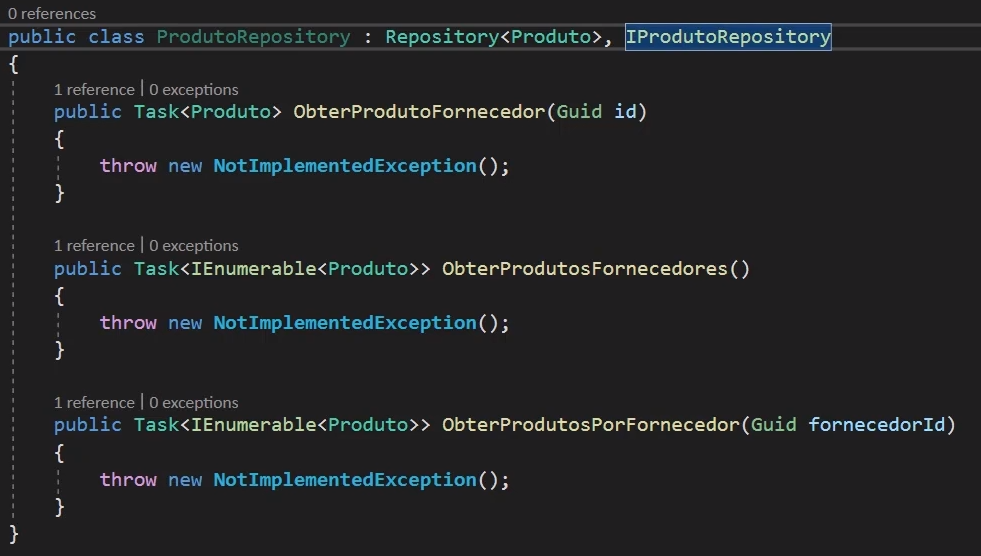 0 references
public class ProdutoRepository : Repository<Produto>, IProdutoRepository
{
1 reference | 0 exceptions
public Task<Produto> ObterProdutoFornecedor(Guid id)
{
throw new NotImplementedException();
}
1 reference | 0 exceptions
public Task<IEnumerable<Produto>> ObterProdutosFornecedores()
{
throw new NotImplementedException();
}
1 reference | 0 exceptions
public Task<IEnumerable<Produto>> ObterProdutosPorFornecedor(Guid fornecedorId)
{
throw new NotImplementedException();
}
}